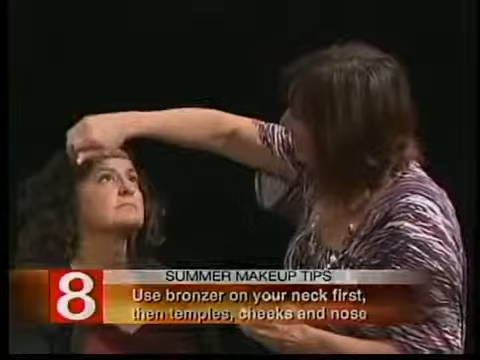 SUMMER MAKEUP TIPS
8
Use bronzer on your neck first,
then temples, cheeks and nose